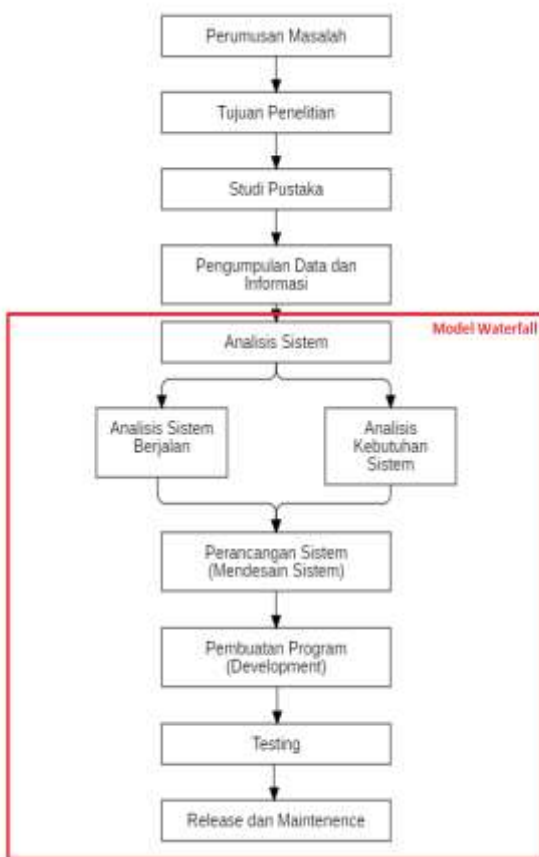 Perumusan Masalah
Tujuan Penelitian
Studi Pustaka
Pengumpulan Data dan
Informasi
Model Waterfall
Analisis Sistem
Analisis Sistem
Berjalan
Analisis
Kebutuhan
Sistem
Perancangan Sistem
(Mendesain Sistem)
Pembuatan Program
(Development)
Testing
Release dan Maintenence